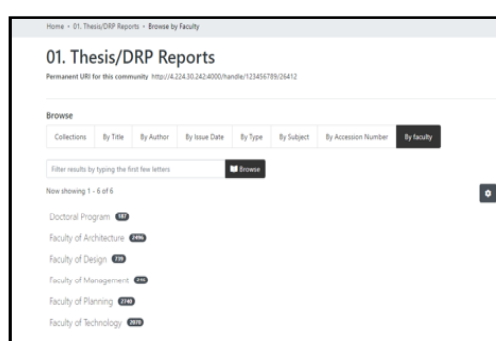 Home • 01. Thesis/DRP Reports • Browse by Faculty
01. Thesis/DRP Reports
Permanent URI for this community http://4.224.30.242:4000/handle/123456789/26412
Browse
Collections By Title By Author By Issue Date By Type By Subject By Accession Number By faculty
Filter results by typing the first few letters Browse
Now showing 1 - 6 of 6
Doctoral Program 187
Faculty of Architecture 2496
Faculty of Design
Faculty of Management
Faculty of Planning
Faculty of Technology